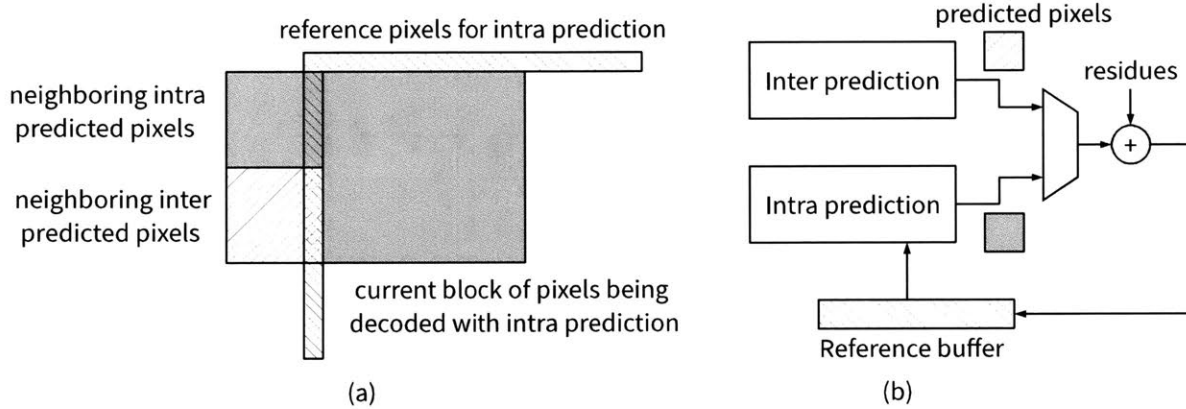 reference pixels for intra prediction
neighboring intra
predicted pixels
neighboring inter
predicted pixels
current block of pixels being
decoded with intra prediction
(a)
predicted pixels
Inter prediction
residues
+
Intra prediction
Reference buffer
(b)